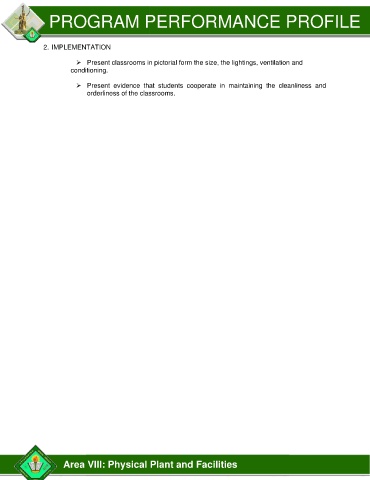 PROGRAM PERFORMANCE PROFILE
2. IMPLEMENTATION
➢ Present classrooms in pictorial form the size, the lightings, ventilation and
conditioning.
➢ Present evidence that students cooperate in maintaining the cleanliness and
orderliness of the classrooms.
Area VIII: Physical Plant and Facilities